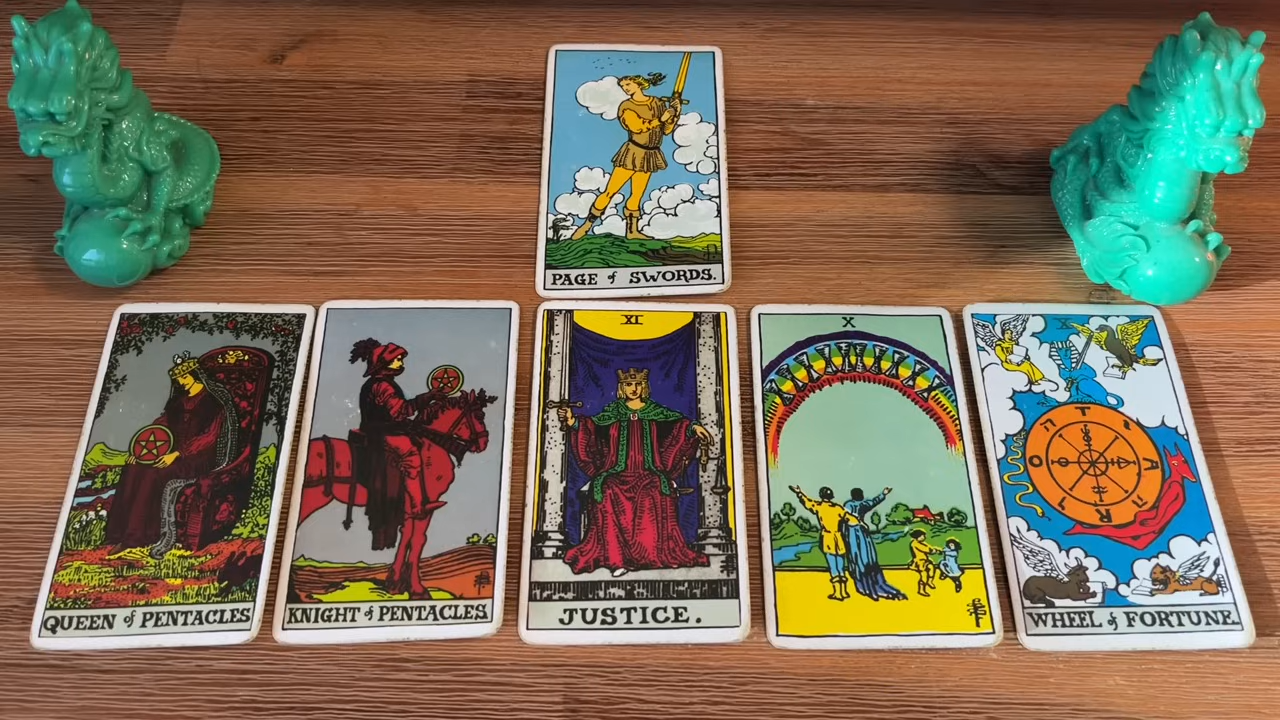 PAGE of SWORDS.
QUEEN of PENTACLES
KNIGHT of PENTACLES.
XI
JUSTICE.
X
X
T
A
R
O
WHEEL of FORTUNE.